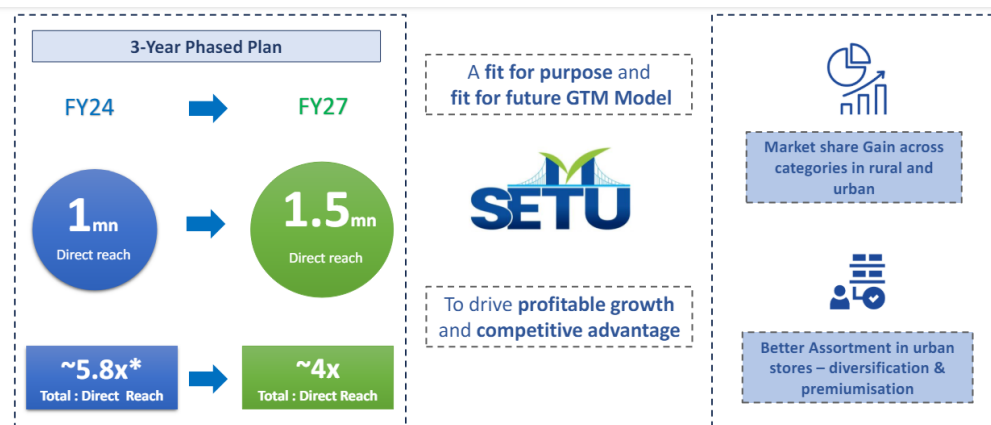 3-Year Phased Plan
FY24
FY27
1mn
Direct reach
1.5mn
Direct reach
~5.8x*
Total : Direct Reach
~4x
Total : Direct Reach
A fit for purpose and
fit for future GTM Model
SETU
To drive profitable growth
and competitive advantage
Market share Gain across
categories in rural and
urban
Better Assortment in urban
stores – diversification &
premiumisation